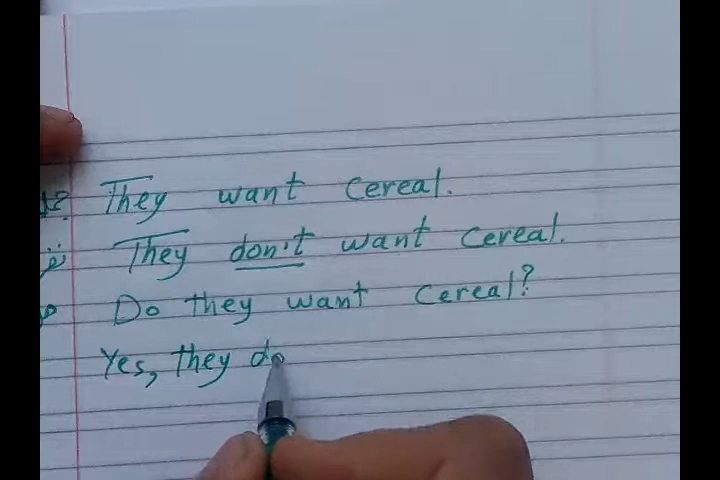 They want cereal.
They don't want cereal.
Do they want cereal?
Yes, they do